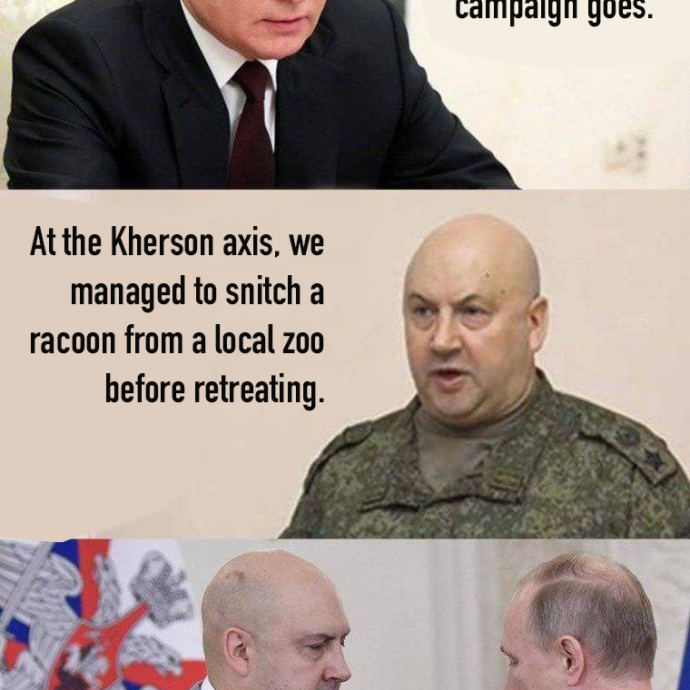 campaign goes.
At the Kherson axis, we
managed to snitch a
racoon from a local zoo
before retreating.